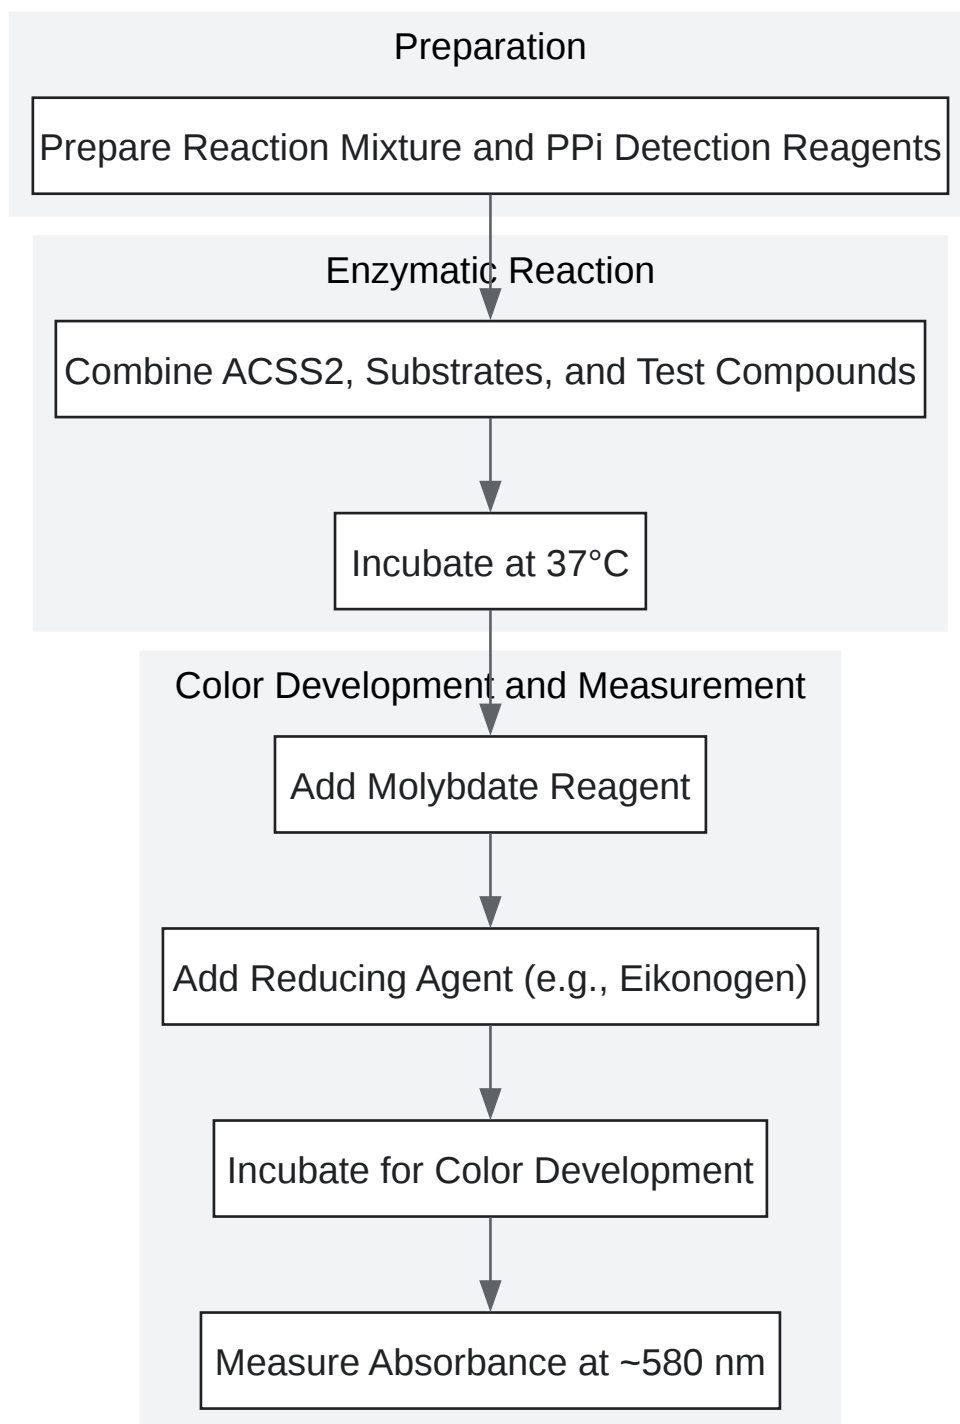 Preparation
Prepare Reaction Mixture and PPi Detection Reagents
Enzymatic Reaction
Combine ACSS2, Substrates, and Test Compounds
Incubate at 37°C
Color Development and Measurement
Add Molybdate Reagent
Add Reducing Agent (e.g., Eikonogen)
Incubate for Color Development
Measure Absorbance at ~580 nm